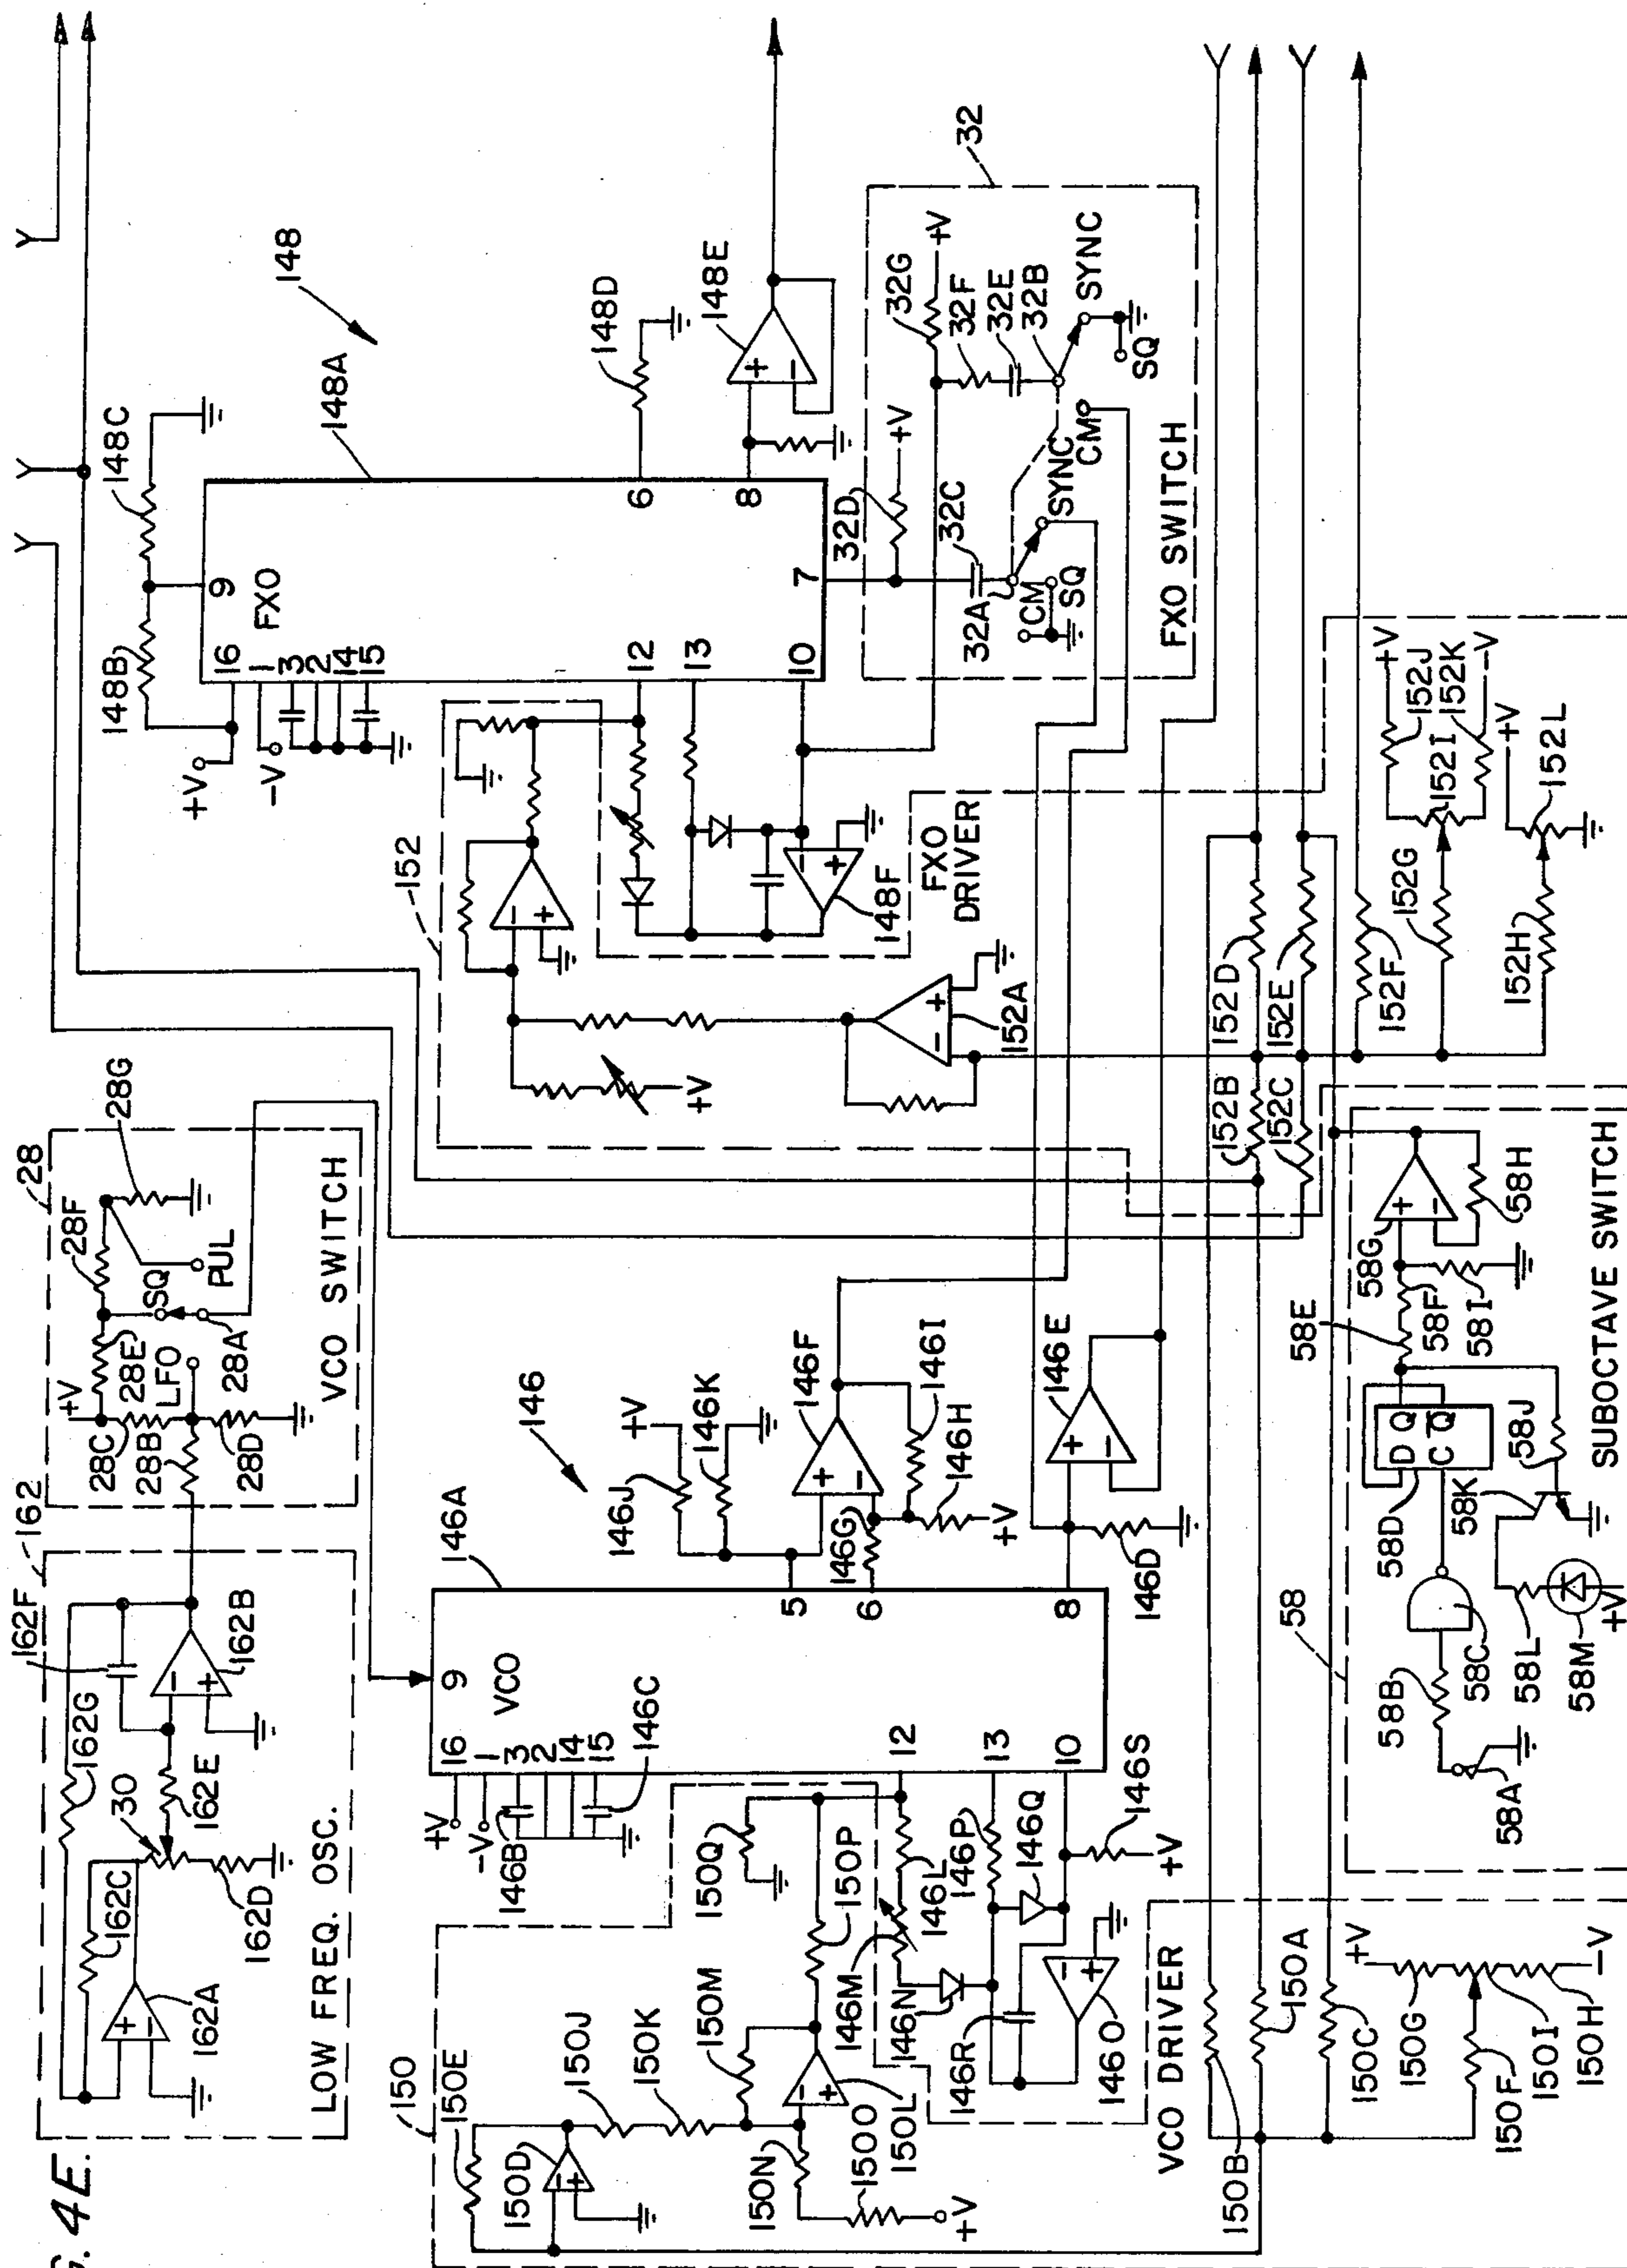 G. 4E.
162
162F
162G
30
162C
162E
162B
162A
162D
LOW FREQ. OSC.
28
28F
28G
+V
28E
SQ
PUL
LFO
28C
28B
28A
28D
VCO SWITCH
148
148C
148A
148B
9
FXO
16
1
3
2
14
15
+V
-V
6
148D
8
148E
12
13
10
7
152
148F
FXO
DRIVER
+V
152A
32
32D
+V
32C
32G
+V
32F
32E
32B
SYNC
SYNC
CM
SQ
32A
CM
SQ
FXO SWITCH
146
146A
9
VCO
16
1
3
2
14
15
+V
-V
146B
146C
5
6
8
12
13
10
146J
+V
146K
146F
146G
146I
146H
+V
146E
146D
150
150E
150D
150J
150K
150M
150N
150O
+V
150L
150Q
150P
146L
146M
146N
146P
146Q
146R
146O
146S
+V
VCO DRIVER
150B
150A
150C
150F
+V
150G
150I
150H
-V
152B
152C
152D
152E
152F
152G
152H
+V
152J
152I
152K
-V
+V
152L
58
58A
58B
58C
58D
D Q
C Q̅
58E
58F
58G
58H
58I
58J
58K
58L
58M
+V
SUBOCTAVE SWITCH